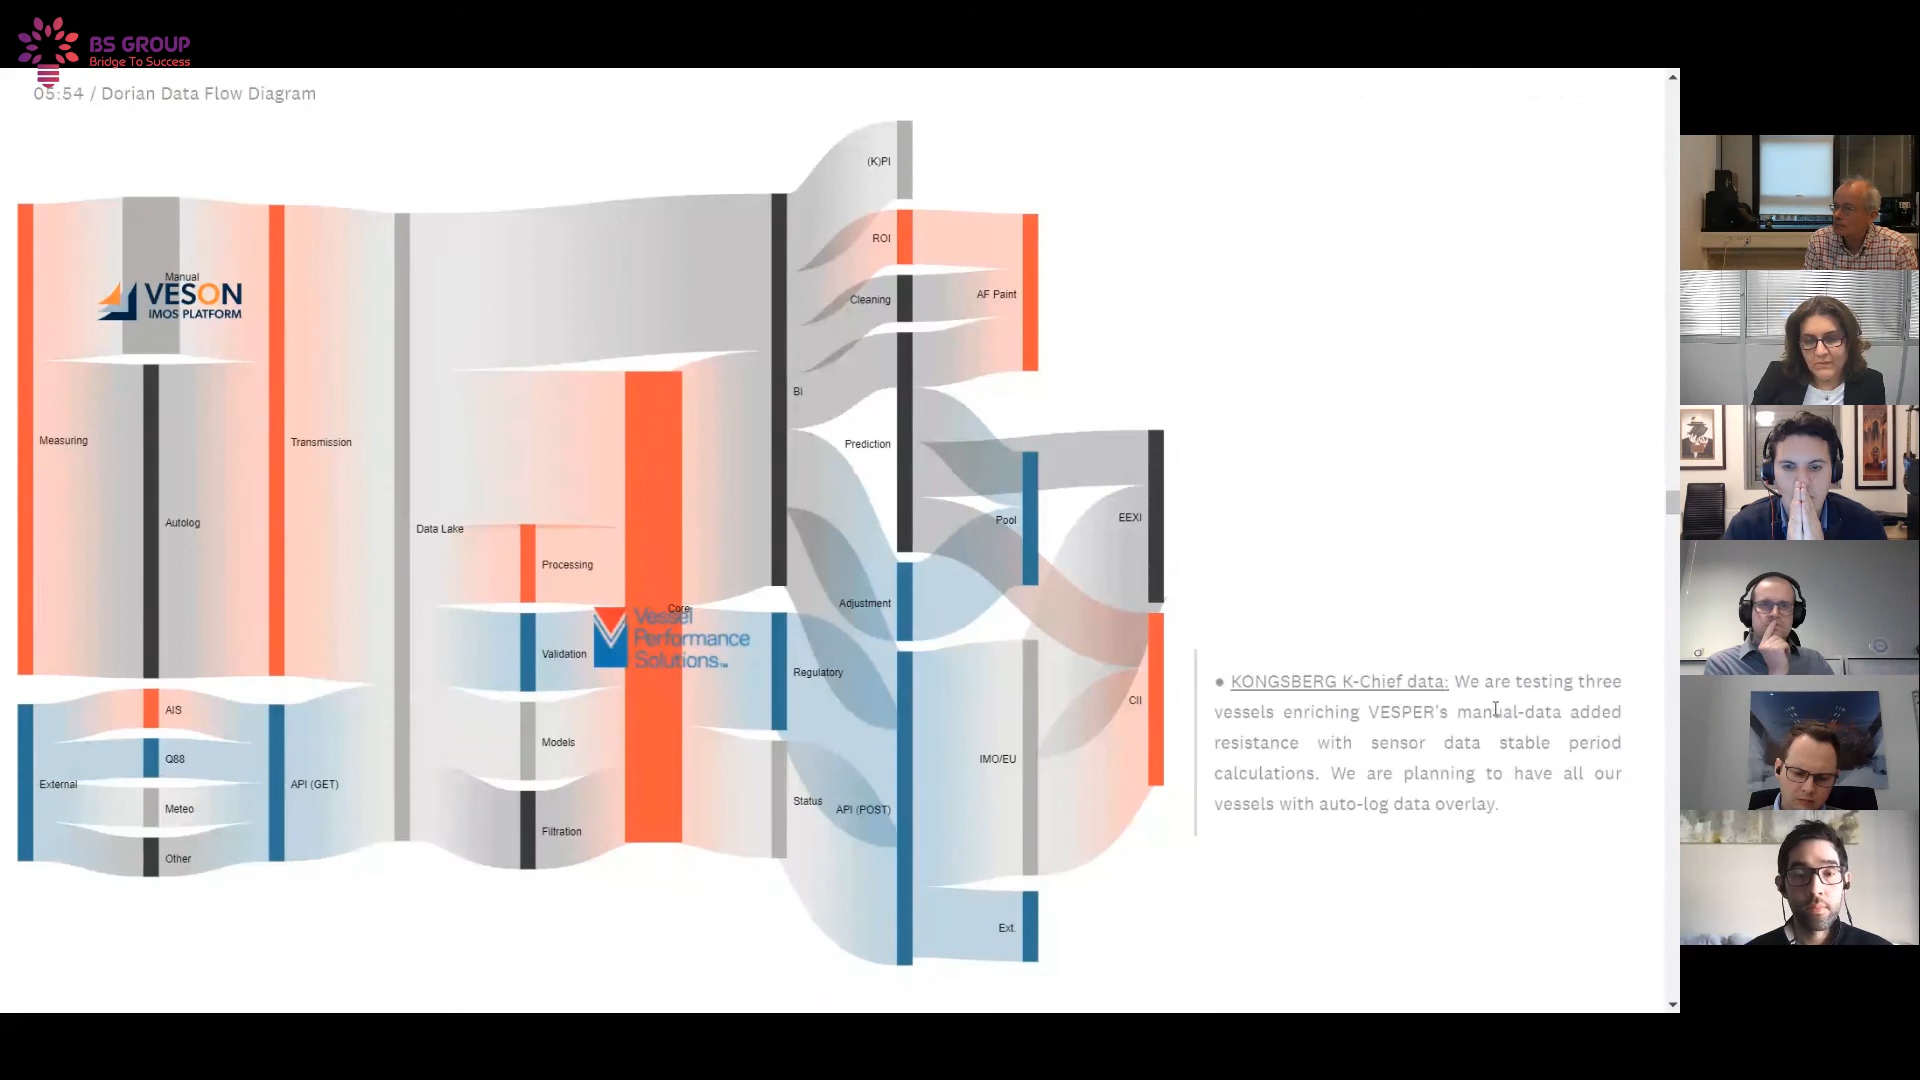 BS GROUP
Bridge To Success
05:54 / Dorian Data Flow Diagram
(K)PI
ROI
Cleaning
AF Paint
Manual
VESON
IMOS PLATFORM
BI
Measuring
Transmission
Prediction
Autolog
Data Lake
Pool
EEXI
Processing
Core
Adjustment
Vessel
Performance
Solutions™
Validation
Regulatory
AIS
CII
Q88
Models
IMO/EU
External
API (GET)
Meteo
Status
API (POST)
Filtration
Other
Ext.
● KONGSBERG K-Chief data: We are testing three
vessels enriching VESPER's manual-data added
resistance with sensor data stable period
calculations. We are planning to have all our
vessels with auto-log data overlay.